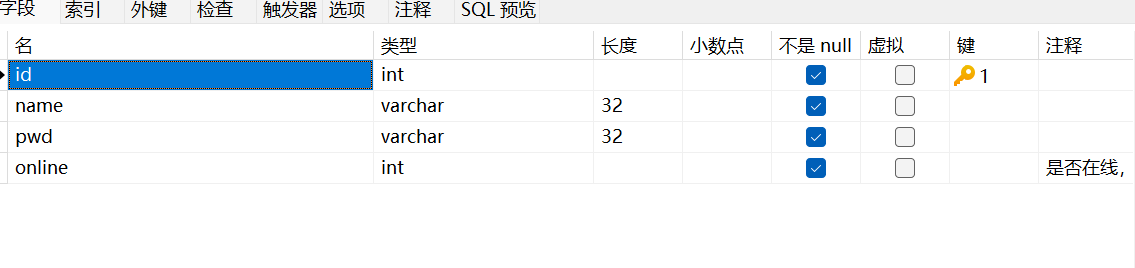 字段 索引 外键 检查 触发器 选项 注释 SQL 预览
名 类型 长度 小数点 不是 null 虚拟 键 注释
id int 1
name varchar 32
pwd varchar 32
online int 是否在线,